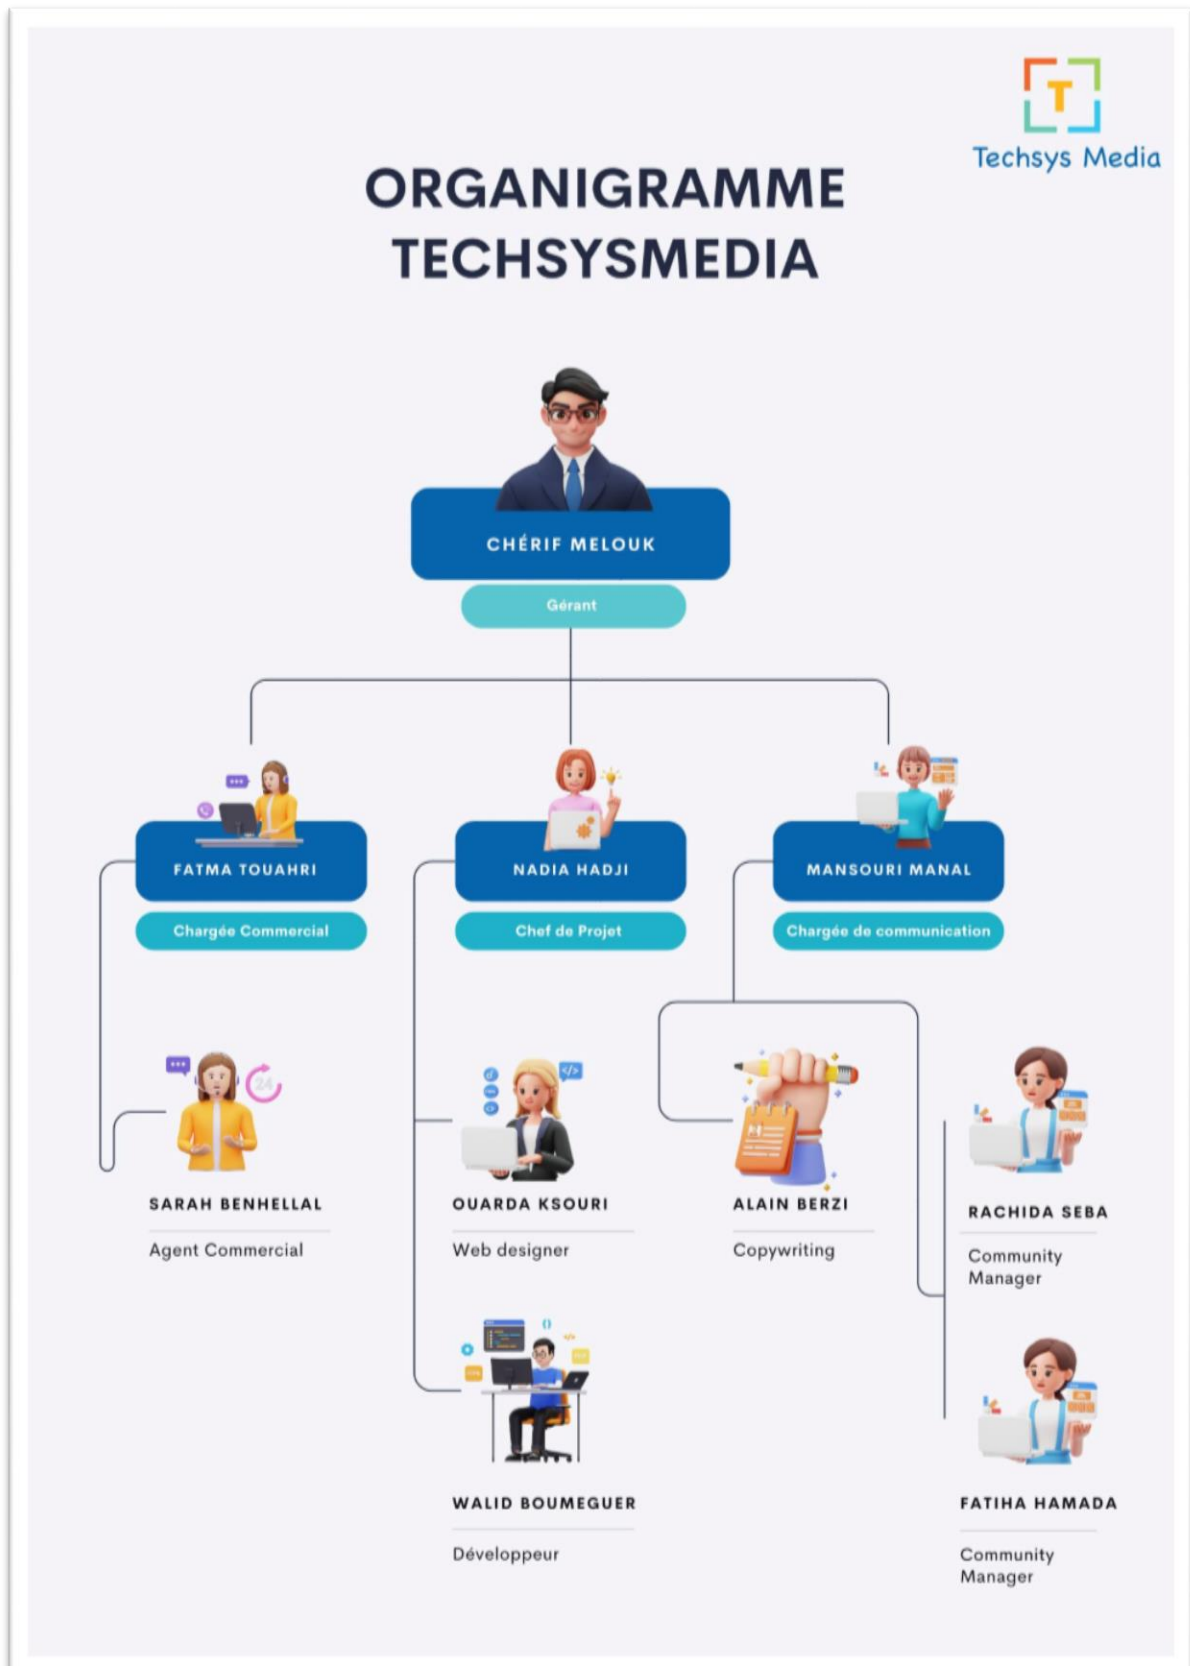 T
Techsys Media
ORGANIGRAMME
TECHSYSMEDIA
CHÉRIF MELOUK
Gérant
FATMA TOUAHRI
Chargée Commercial
NADIA HADJI
Chef de Projet
MANSOURI MANAL
Chargée de communication
24
</>
SARAH BENHELLAL
Agent Commercial
OUARDA KSOURI
Web designer
ALAIN BERZI
Copywriting
RACHIDA SEBA
Community
Manager
{}
</>
WALID BOUMEGUER
Développeur
FATIHA HAMADA
Community
Manager